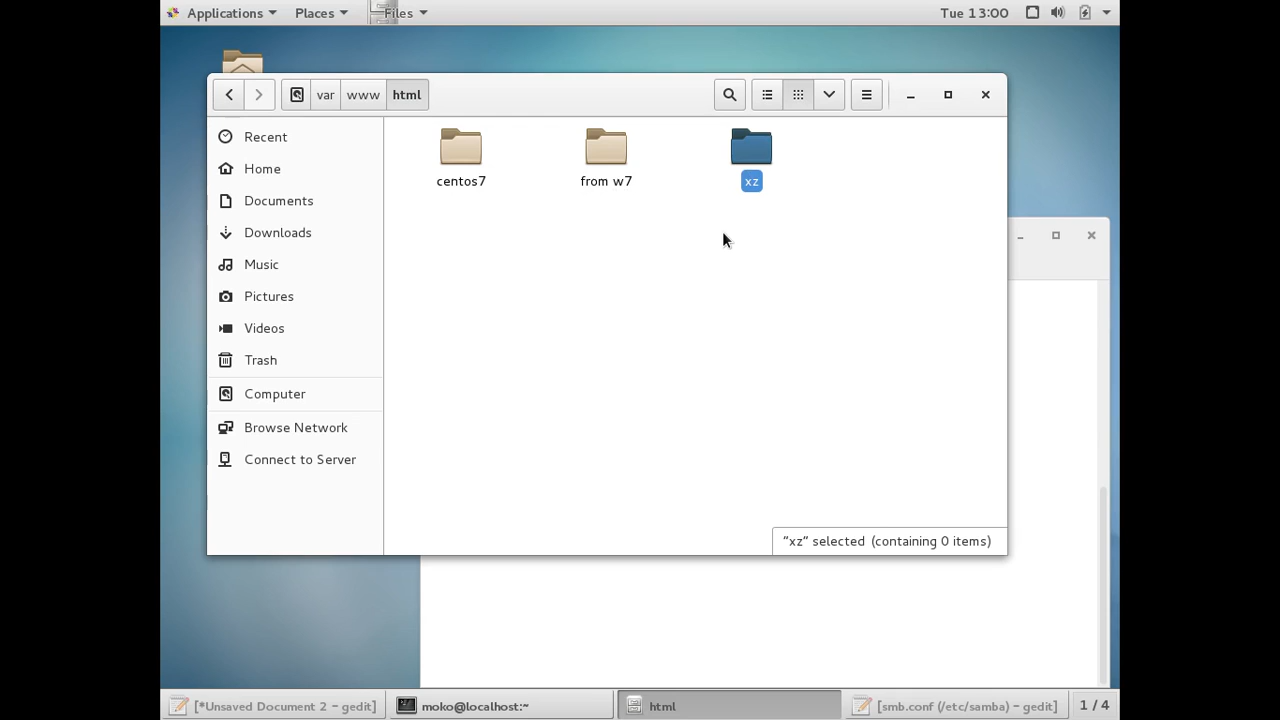 Applications Places Files Tue 13:00
var www html
Recent
Home
Documents
Downloads
Music
Pictures
Videos
Trash
Computer
Browse Network
Connect to Server
centos7 from w7 xz
"xz" selected (containing 0 items)
[*Unsaved Document 2 - gedit] moko@localhost:~ html [smb.conf (/etc/samba) - gedit] 1 / 4